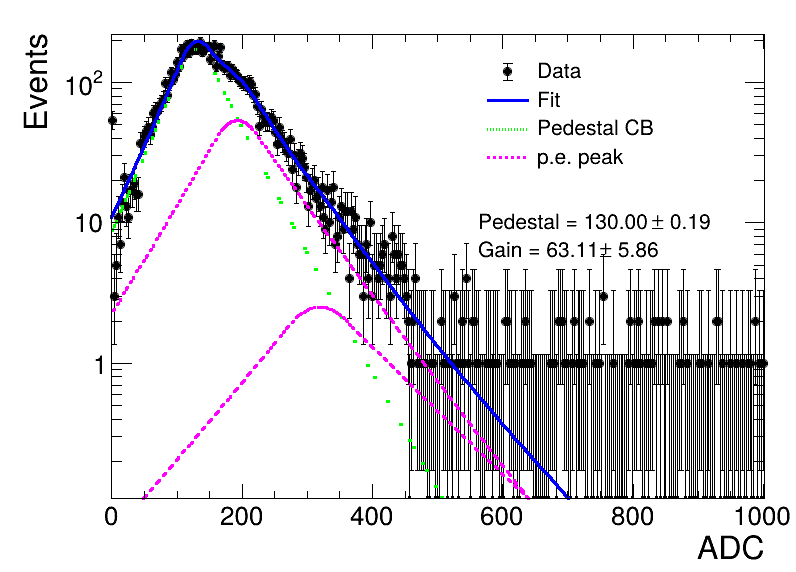 Events
10²
10
1
Data
Fit
Pedestal CB
p.e. peak
Pedestal = 130.00 ± 0.19
Gain = 63.11 ± 5.86
0 200 400 600 800 1000
ADC